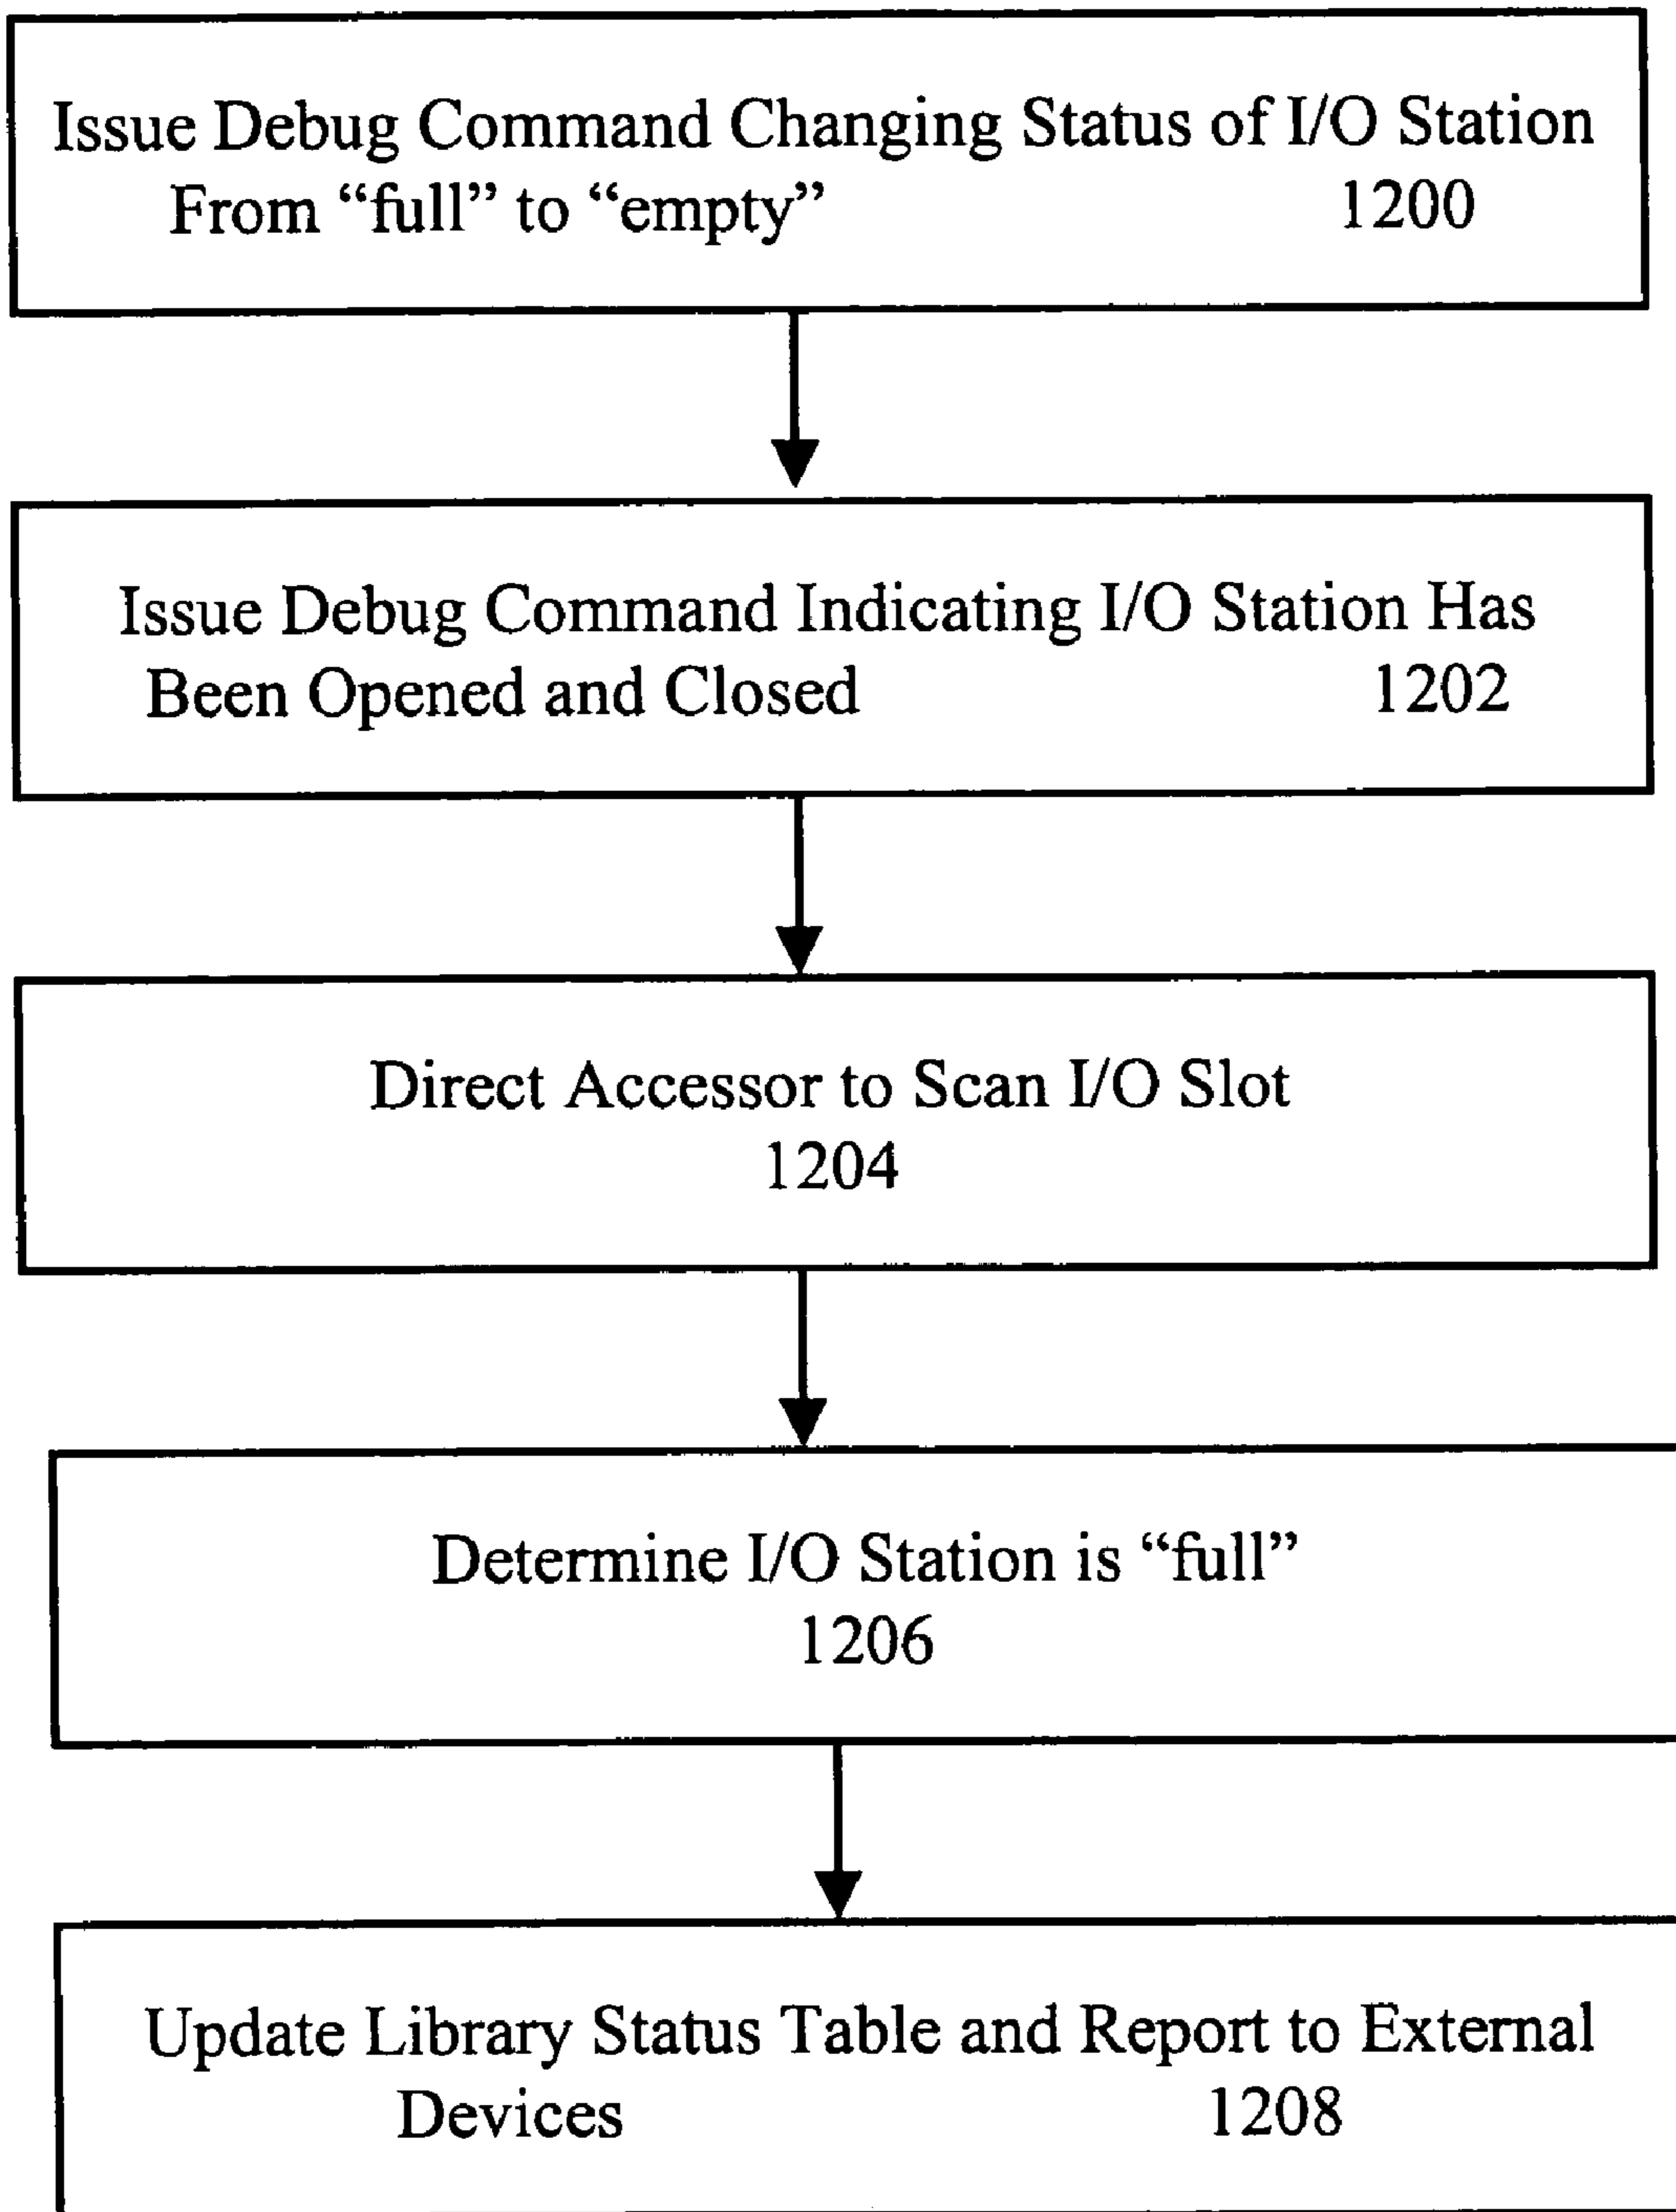 Issue Debug Command Changing Status of I/O Station
From “full” to “empty” 1200
Issue Debug Command Indicating I/O Station Has
Been Opened and Closed 1202
Direct Accessor to Scan I/O Slot
1204
Determine I/O Station is “full”
1206
Update Library Status Table and Report to External
Devices 1208